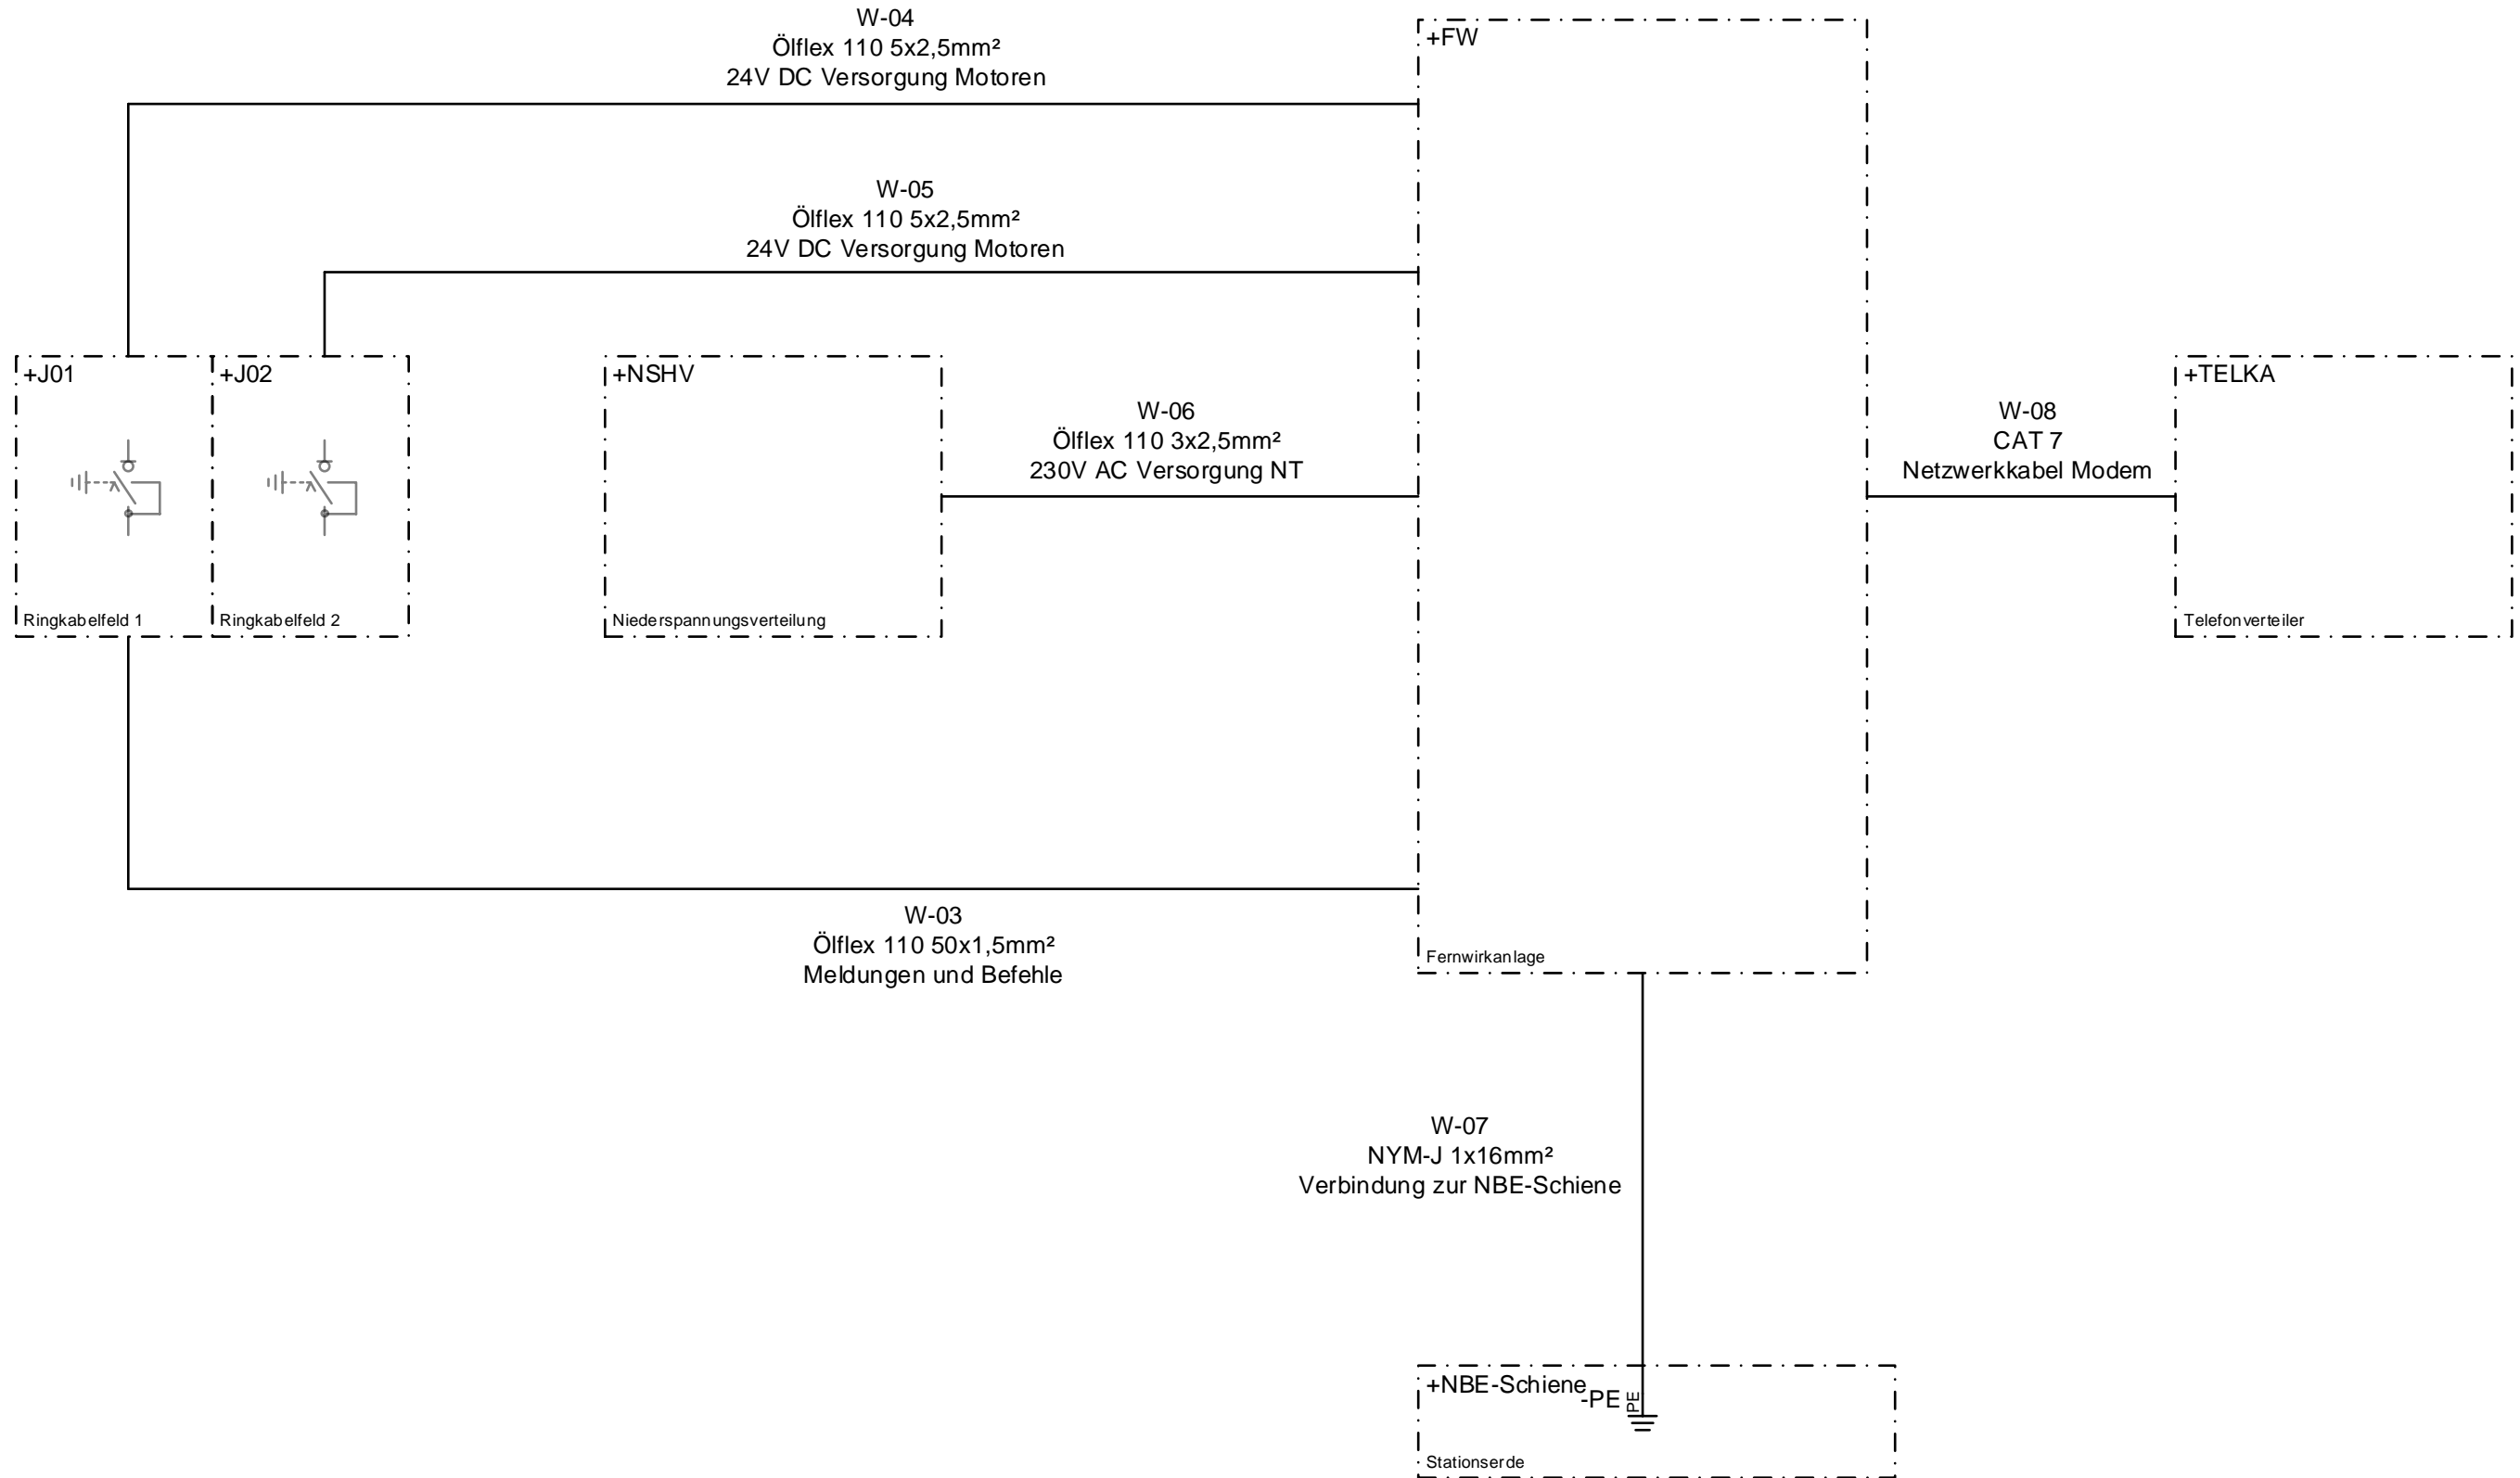 W-04
Ölflex 110 5x2,5mm²
24V DC Versorgung Motoren
+FW
W-05
Ölflex 110 5x2,5mm²
24V DC Versorgung Motoren
+J01
+J02
+NSHV
+TELKA
W-06
Ölflex 110 3x2,5mm²
230V AC Versorgung NT
W-08
CAT 7
Netzwerkkabel Modem
Ringkabelfeld 1
Ringkabelfeld 2
Niederspannungsverteilung
Telefonverteiler
W-03
Ölflex 110 50x1,5mm²
Meldungen und Befehle
Fernwirkanlage
W-07
NYM-J 1x16mm²
Verbindung zur NBE-Schiene
+NBE-Schiene
-PE
PE
Stationserde